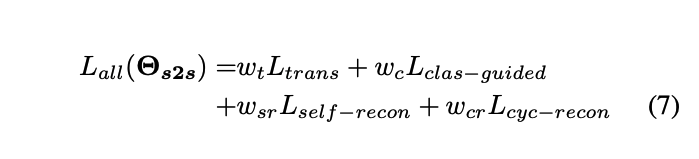 L_{all}(Θ_{s2s}) = w_t L_{trans} + w_c L_{clas-guided}
+ w_{sr} L_{self-recon} + w_{cr} L_{cyc-recon} (7)